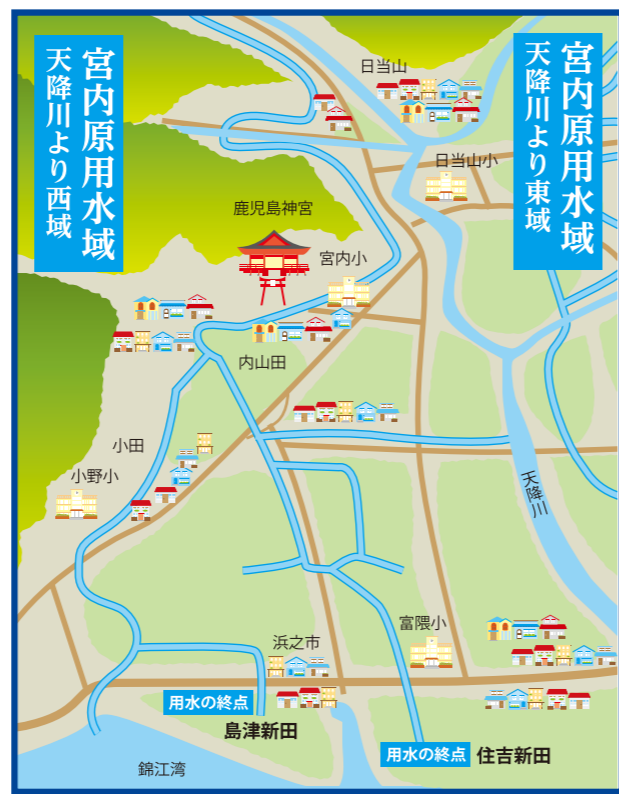 宮内原用水域
天降川より西域
宮内原用水域
天降川より東域
日当山
日当山小
鹿児島神宮
宮内小
内山田
小田
小野小
天降川
富隈小
浜之市
用水の終点
島津新田
用水の終点
住吉新田
錦江湾